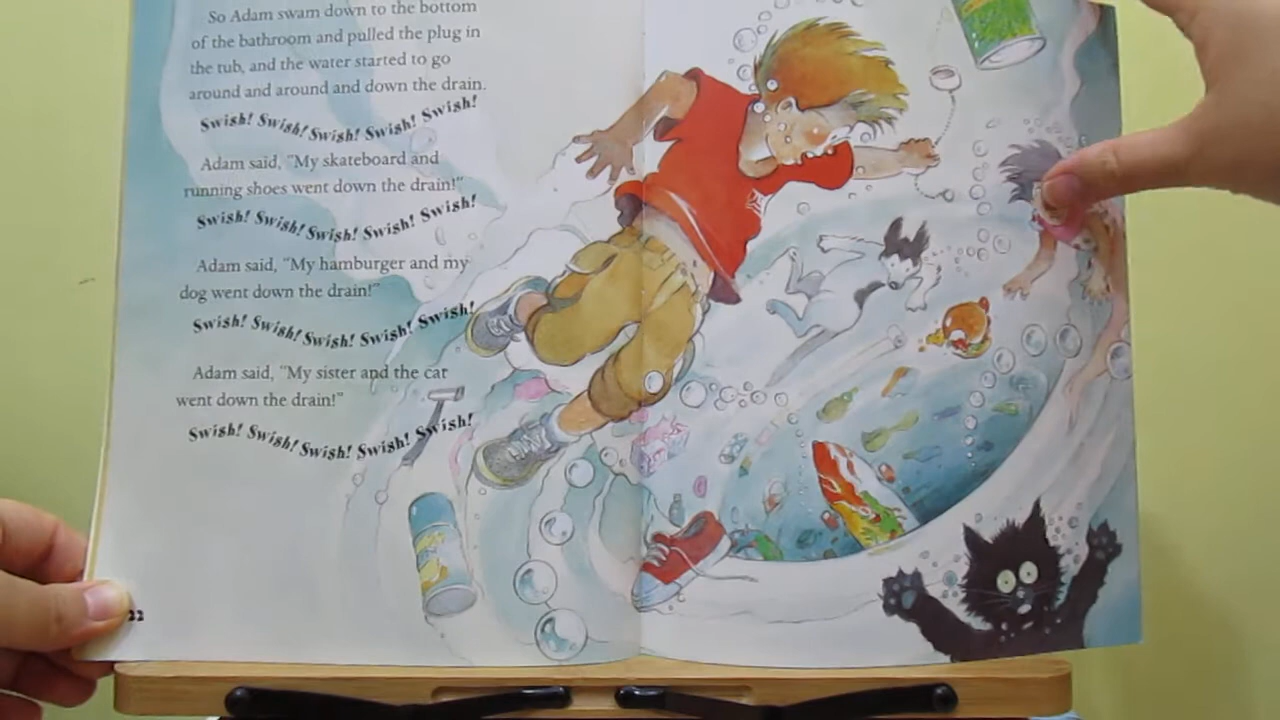 So Adam swam down to the bottom
of the bathroom and pulled the plug in
the tub, and the water started to go
around and around and down the drain.
Swish! Swish! Swish! Swish! Swish!
Adam said, "My skateboard and
running shoes went down the drain!"
Swish! Swish! Swish! Swish! Swish!
Adam said, "My hamburger and my
dog went down the drain!"
Swish! Swish! Swish! Swish! Swish!
Adam said, "My sister and the cat
went down the drain!"
Swish! Swish! Swish! Swish! Swish!
22